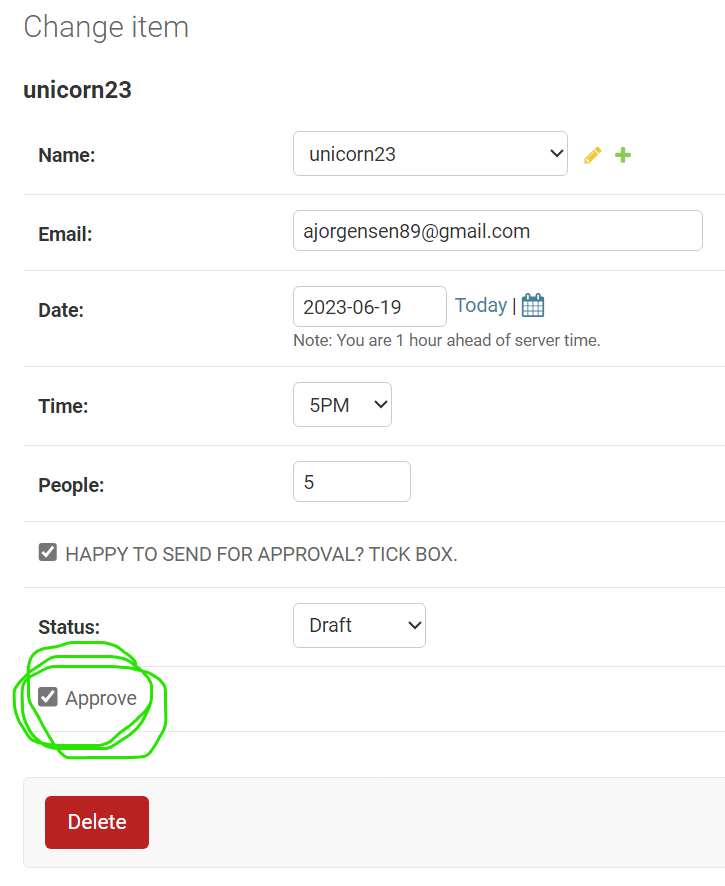 Change item
unicorn23
Name: unicorn23
Email: ajorgensen89@gmail.com
Date: 2023-06-19 Today |
Note: You are 1 hour ahead of server time.
Time: 5PM
People: 5
HAPPY TO SEND FOR APPROVAL? TICK BOX.
Status: Draft
Approve
Delete